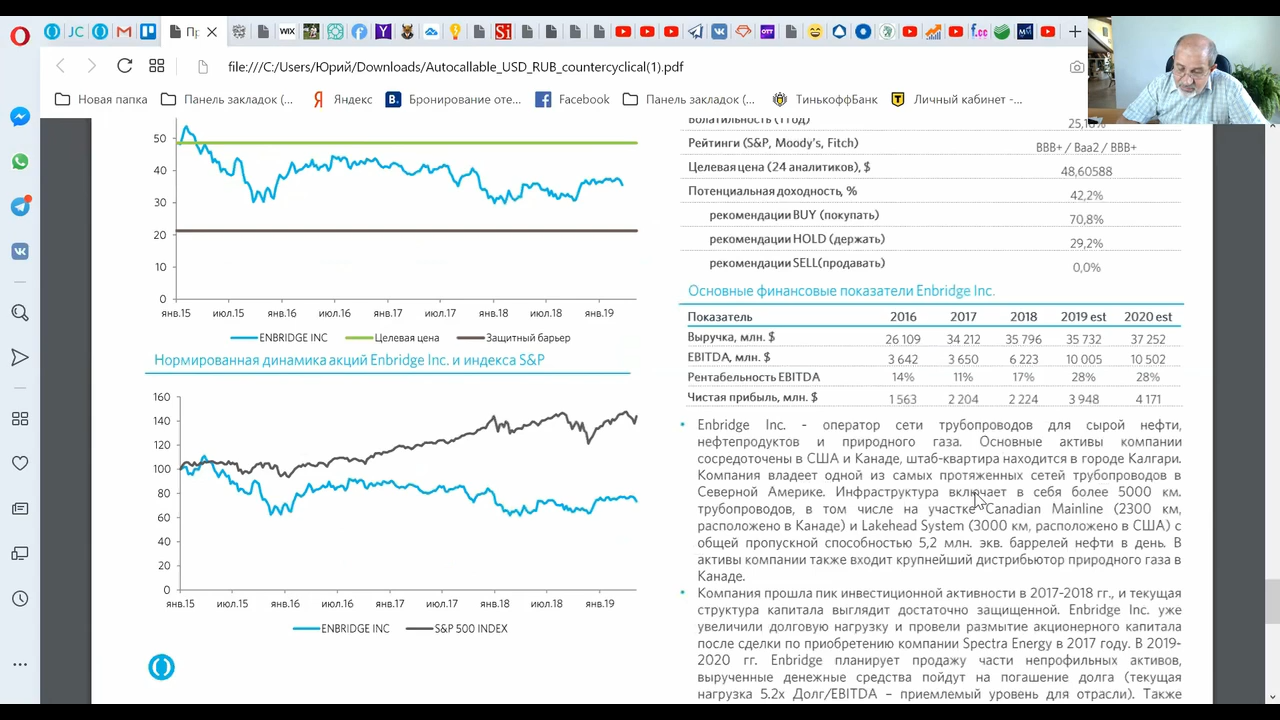 JC
WIX
Si
OTT
f.cc
Пр
file:///C:/Users/Юрий/Downloads/Autocallable_USD_RUB_countercyclical(1).pdf
Новая папка
Панель закладок (...
Яндекс
Бронирование оте...
Facebook
Панель закладок (...
ТинькоффБанк
Личный кабинет -...
50
40
30
20
10
0
янв.15 июл.15 янв.16 июл.16 янв.17 июл.17 янв.18 июл.18 янв.19
ENBRIDGE INC Целевая цена Защитный барьер
Нормированная динамика акций Enbridge Inc. и индекса S&P
160
140
120
100
80
60
40
20
0
янв.15 июл.15 янв.16 июл.16 янв.17 июл.17 янв.18 июл.18 янв.19
ENBRIDGE INC S&P 500 INDEX
Волатильность (1 год)
Рейтинги (S&P, Moody's, Fitch) BBB+ / Baa2 / BBB+
Целевая цена (24 аналитиков), $ 48,60588
Потенциальная доходность, % 42,2%
рекомендации BUY (покупать) 70,8%
рекомендации HOLD (держать) 29,2%
рекомендации SELL(продавать) 0,0%
Основные финансовые показатели Enbridge Inc.
Показатель 2016 2017 2018 2019 est 2020 est
Выручка, млн. $ 26 109 34 212 35 796 35 732 37 252
EBITDA, млн. $ 3 642 3 650 6 223 10 005 10 502
Рентабельность EBITDA 14% 11% 17% 28% 28%
Чистая прибыль, млн. $ 1 563 2 204 2 224 3 948 4 171
• Enbridge Inc. - оператор сети трубопроводов для сырой нефти,
нефтепродуктов и природного газа. Основные активы компании
сосредоточены в США и Канаде, штаб-квартира находится в городе Калгари.
Компания владеет одной из самых протяженных сетей трубопроводов в
Северной Америке. Инфраструктура включает в себя более 5000 км.
трубопроводов, в том числе на участке Canadian Mainline (2300 км,
расположено в Канаде) и Lakehead System (3000 км, расположено в США) с
общей пропускной способностью 5,2 млн. экв. баррелей нефти в день. В
активы компании также входит крупнейший дистрибьютор природного газа в
Канаде.
• Компания прошла пик инвестиционной активности в 2017-2018 гг., и текущая
структура капитала выглядит достаточно защищенной. Enbridge Inc. уже
увеличили долговую нагрузку и провели размытие акционерного капитала
после сделки по приобретению компании Spectra Energy в 2017 году. В 2019-
2020 гг. Enbridge планирует продажу части непрофильных активов,
вырученные денежные средства пойдут на погашение долга (текущая
нагрузка 5.2x Долг/EBITDA – приемлемый уровень для отрасли). Также